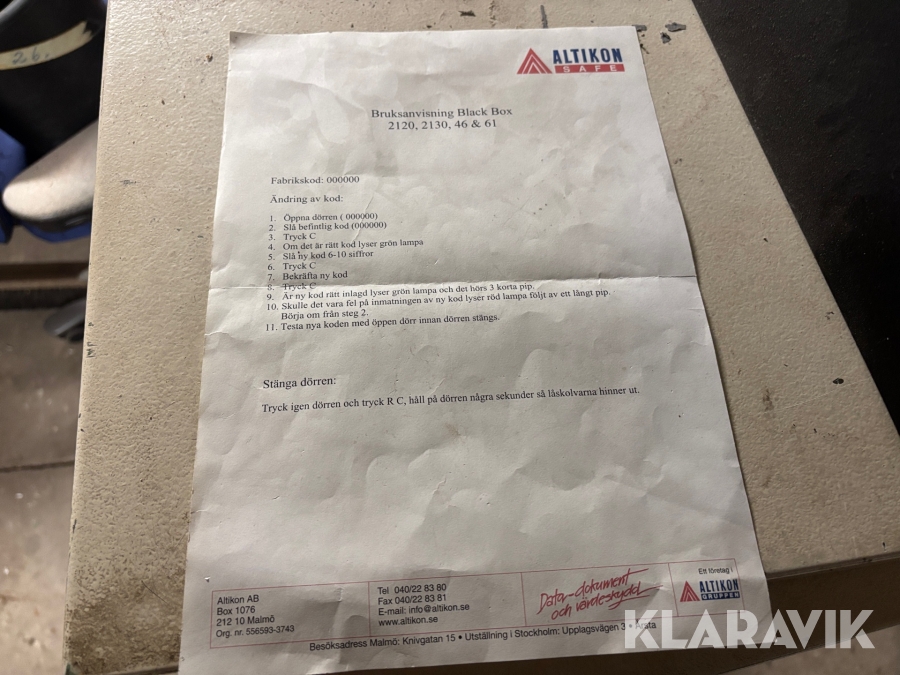 26.
ALTIKON
SAFE
Bruksanvisning Black Box
2120, 2130, 46 & 61
Fabrikskod: 000000
Ändring av kod:
1. Öppna dörren ( 000000)
2. Slå befintlig kod (000000)
3. Tryck C
4. Om det är rätt kod lyser grön lampa
5. Slå ny kod 6-10 siffror
6. Tryck C
7. Bekräfta ny kod
8. Tryck C
9. Är ny kod rätt inlagd lyser grön lampa och det hörs 3 korta pip.
10. Skulle det vara fel på inmatningen av ny kod lyser röd lampa följt av ett långt pip.
Börja om från steg 2.
11. Testa nya koden med öppen dörr innan dörren stängs.
Stänga dörren:
Tryck igen dörren och tryck R C, håll på dörren några sekunder så låskolvarna hinner ut.
Altikon AB
Box 1076
212 10 Malmö
Org. nr. 556593-3743
Tel 040/22 83 80
Fax 040/22 83 81
E-mail: info@altikon.se
www.altikon.se
Data-, dokument
och värdeskydd
Ett företag i
ALTIKON
GRUPPEN
Besöksadress Malmö: Knivgatan 15 • Utställning i Stockholm: Upplagsvägen 3 • Årsta
KLARAVIK